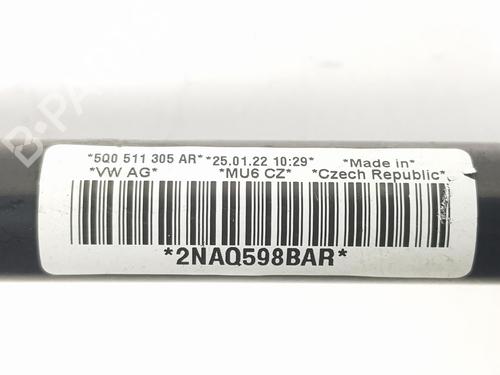 B-PARTS
*5Q0 511 305 AR* *25.01.22 10:29* *Made in*
*VW AG* *MU6 CZ* *Czech Republic*
*2NAQ598BAR*